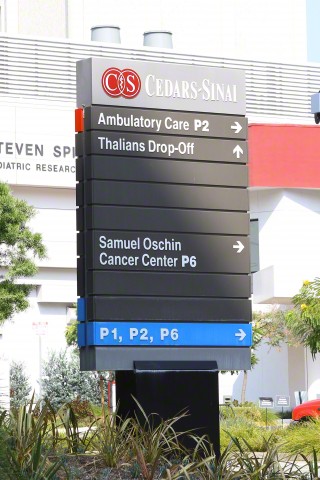 CS CEDARS-SINAI
Ambulatory Care P2 →
Thalians Drop-Off ↑
TEVEN SPI
DIATRIC RESEARC
Samuel Oschin →
Cancer Center P6
P1, P2, P6 →